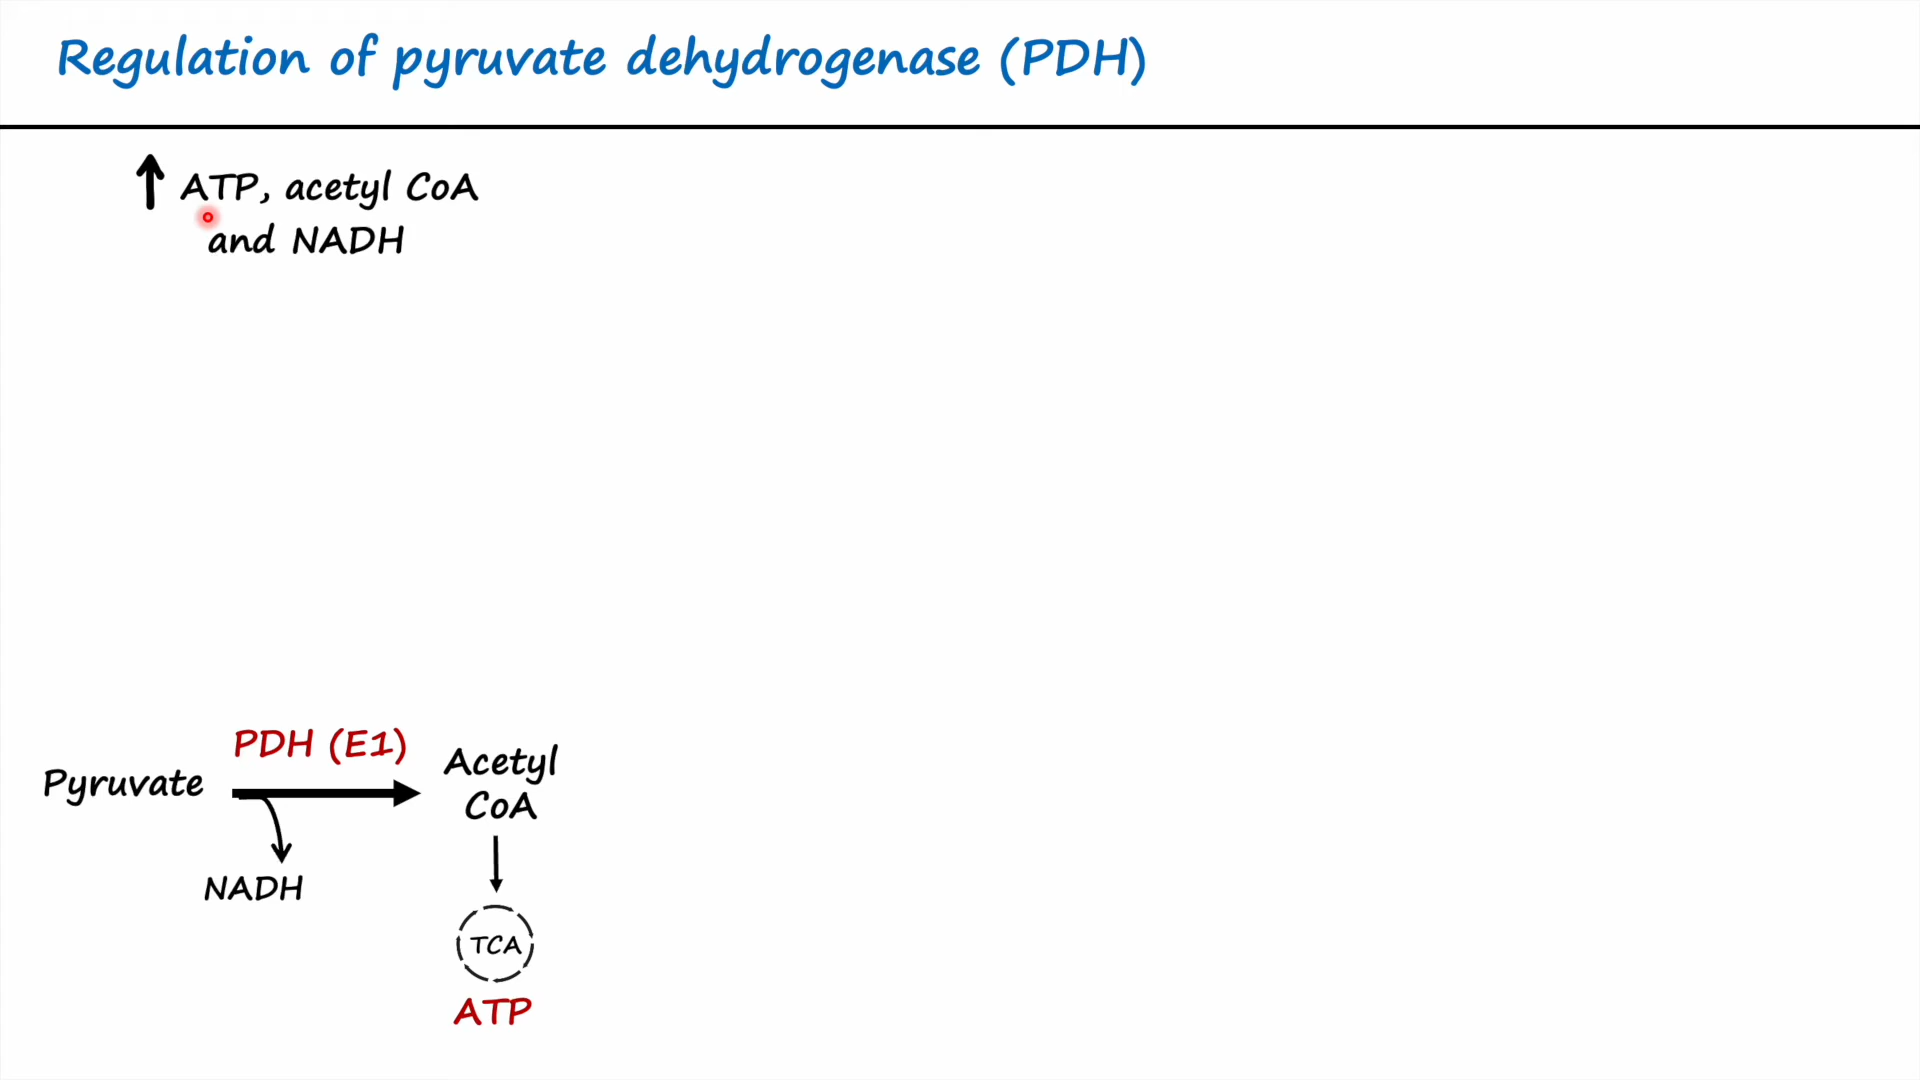 Regulation of pyruvate dehydrogenase (PDH)
ATP, acetyl CoA
and NADH
PDH (E1)
Pyruvate
Acetyl
CoA
NADH
TCA
ATP